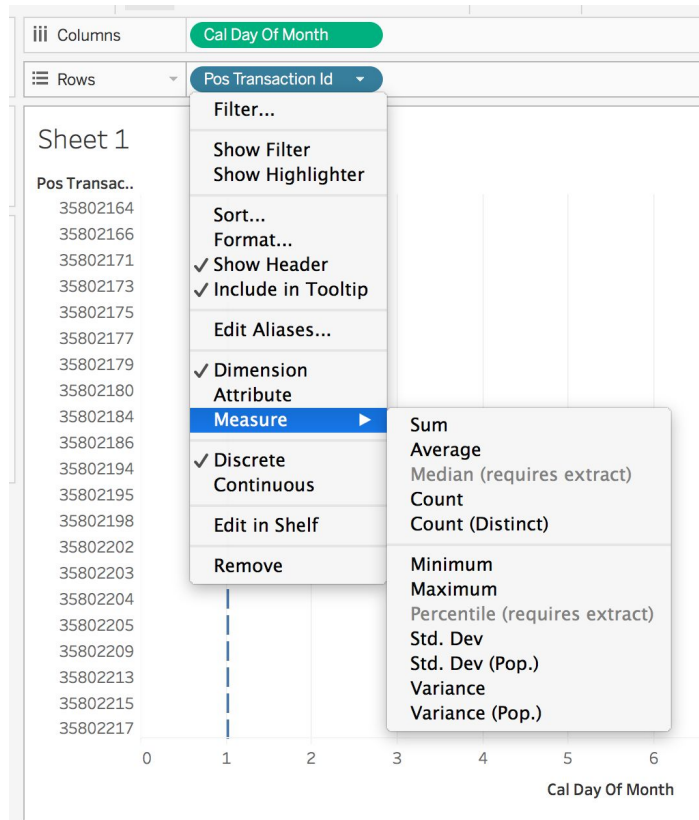 Columns
Cal Day Of Month
Rows
Pos Transaction Id
Sheet 1
Pos Transac..
35802164
35802166
35802171
35802173
35802175
35802177
35802179
35802180
35802184
35802186
35802194
35802195
35802198
35802202
35802203
35802204
35802205
35802209
35802213
35802215
35802217
Filter...
Show Filter
Show Highlighter
Sort...
Format...
✓ Show Header
✓ Include in Tooltip
Edit Aliases...
✓ Dimension
Attribute
Measure
✓ Discrete
Continuous
Edit in Shelf
Remove
Sum
Average
Median (requires extract)
Count
Count (Distinct)
Minimum
Maximum
Percentile (requires extract)
Std. Dev
Std. Dev (Pop.)
Variance
Variance (Pop.)
0 1 2 3 4 5 6
Cal Day Of Month